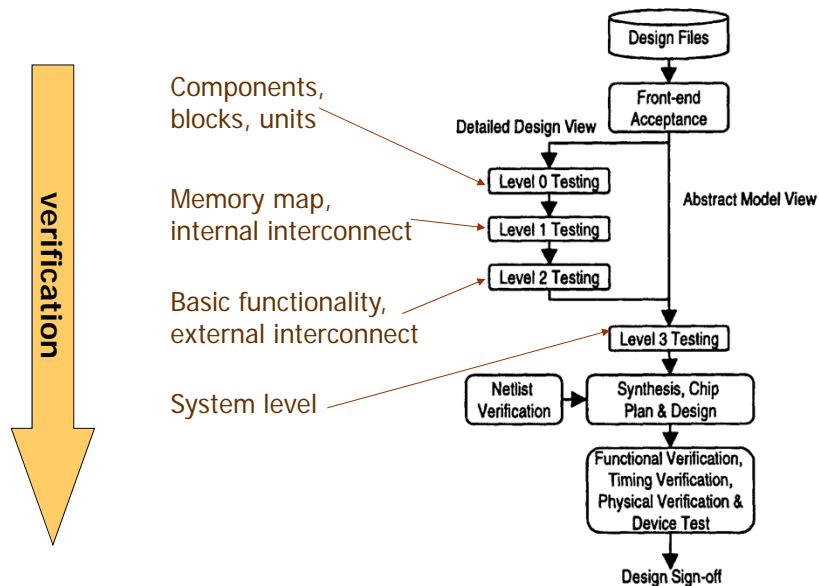 Design Files
Components,
blocks, units
Front-end
Acceptance
Detailed Design View
Level 0 Testing
verification
Memory map,
internal interconnect
Abstract Model View
Level 1 Testing
Level 2 Testing
Basic functionality,
external interconnect
Level 3 Testing
System level
Netlist
Verification
Synthesis, Chip
Plan & Design
Functional Verification,
Timing Verification,
Physical Verification &
Device Test
Design Sign-off